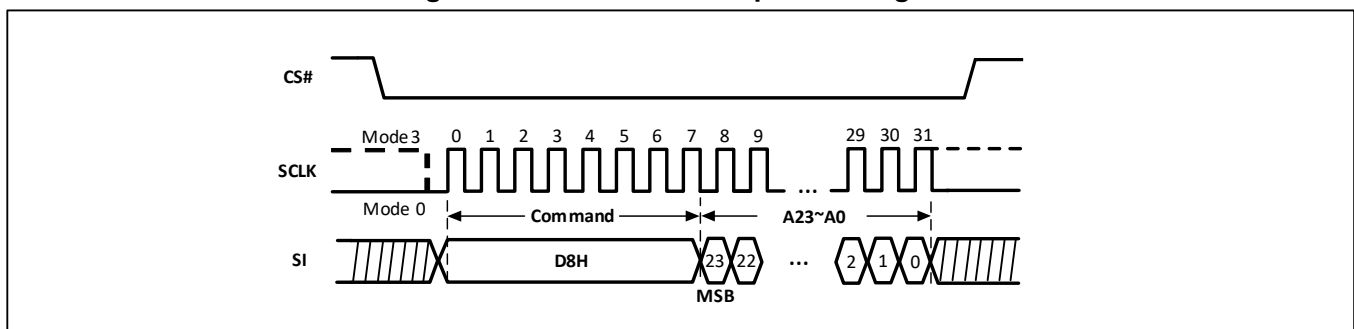 CS#
Mode 3 0 1 2 3 4 5 6 7 8 9 29 30 31
SCLK
...
Mode 0
Command A23~A0
SI D8H 23 22 ... 2 1 0
MSB